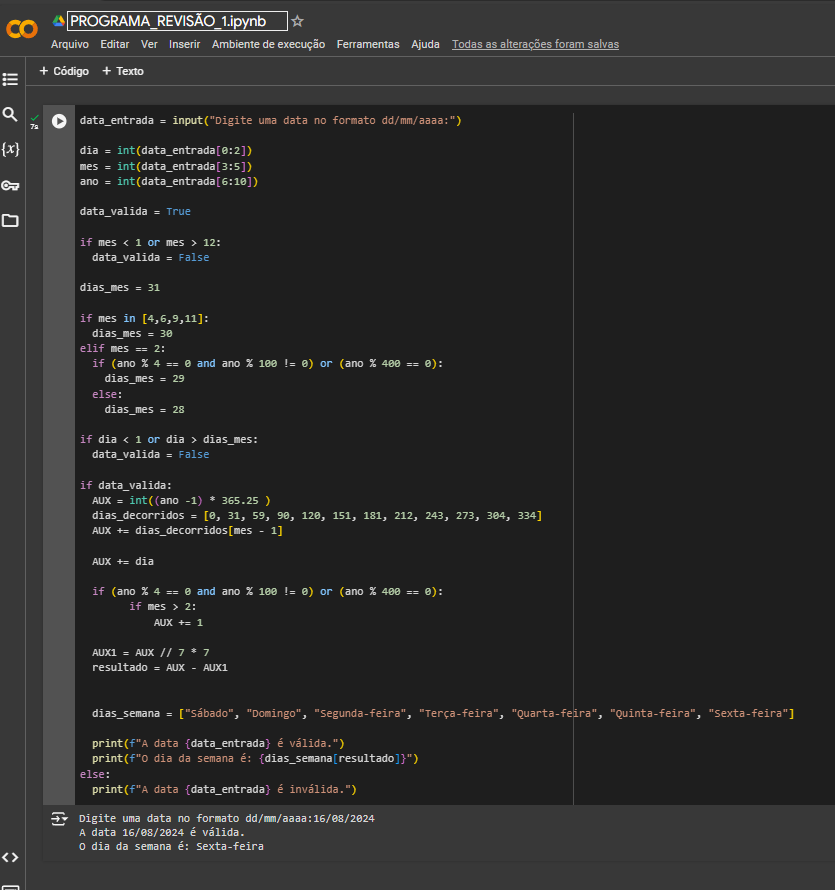 CO
PROGRAMA_REVISÃO_1.ipynb
Arquivo Editar Ver Inserir Ambiente de execução Ferramentas Ajuda Todas as alterações foram salvas
+ Código + Texto
7s
{x}
data_entrada = input("Digite uma data no formato dd/mm/aaaa:")
dia = int(data_entrada[0:2])
mes = int(data_entrada[3:5])
ano = int(data_entrada[6:10])
data_valida = True
if mes < 1 or mes > 12:
  data_valida = False
dias_mes = 31
if mes in [4,6,9,11]:
  dias_mes = 30
elif mes == 2:
  if (ano % 4 == 0 and ano % 100 != 0) or (ano % 400 == 0):
    dias_mes = 29
  else:
    dias_mes = 28
if dia < 1 or dia > dias_mes:
  data_valida = False
if data_valida:
  AUX = int((ano -1) * 365.25 )
  dias_decorridos = [0, 31, 59, 90, 120, 151, 181, 212, 243, 273, 304, 334]
  AUX += dias_decorridos[mes - 1]
  AUX += dia
  if (ano % 4 == 0 and ano % 100 != 0) or (ano % 400 == 0):
        if mes > 2:
            AUX += 1
  AUX1 = AUX // 7 * 7
  resultado = AUX - AUX1
  dias_semana = ["Sábado", "Domingo", "Segunda-feira", "Terça-feira", "Quarta-feira", "Quinta-feira", "Sexta-feira"]
  print(f"A data {data_entrada} é válida.")
  print(f"O dia da semana é: {dias_semana[resultado]}")
else:
  print(f"A data {data_entrada} é inválida.")
Digite uma data no formato dd/mm/aaaa:16/08/2024
A data 16/08/2024 é válida.
O dia da semana é: Sexta-feira